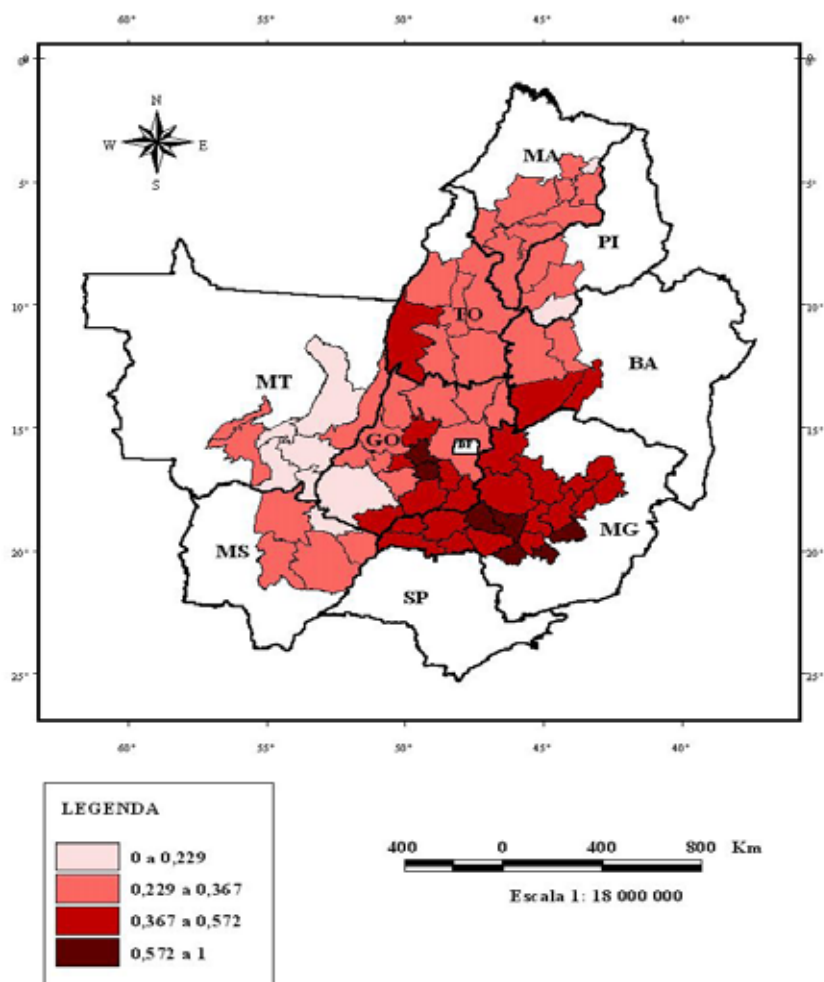 60° 55° 50° 45° 40°
0° 0°
N
W E
S
MA
5° 5°
PI
10° 10°
TO
BA
MT
15° GO DF 15°
MG
20° MS 20°
SP
25° 25°
60° 55° 50° 45° 40°
LEGENDA
0 a 0,229
0,229 a 0,367
0,367 a 0,572
0,572 a 1
400 0 400 800 Km
Escala 1: 18 000 000